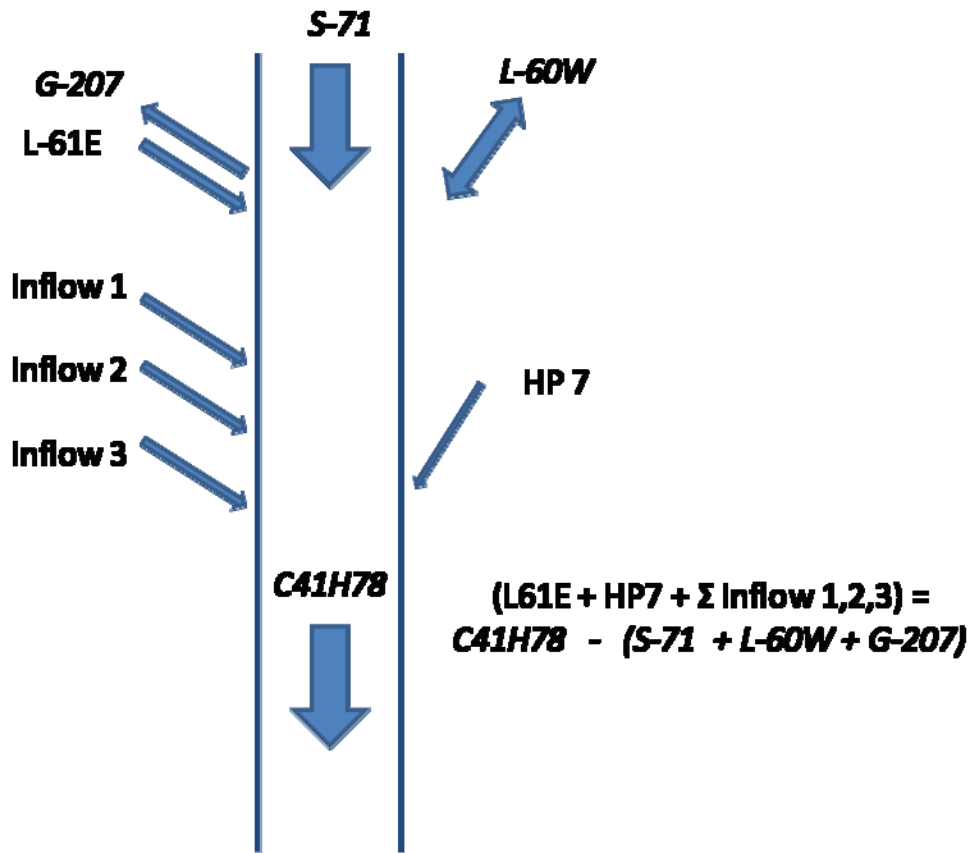 S-71
G-207
L-60W
L-61E
Inflow 1
Inflow 2
HP 7
Inflow 3
C41H78
(L61E + HP7 + Σ Inflow 1,2,3) =
C41H78 - (S-71 + L-60W + G-207)